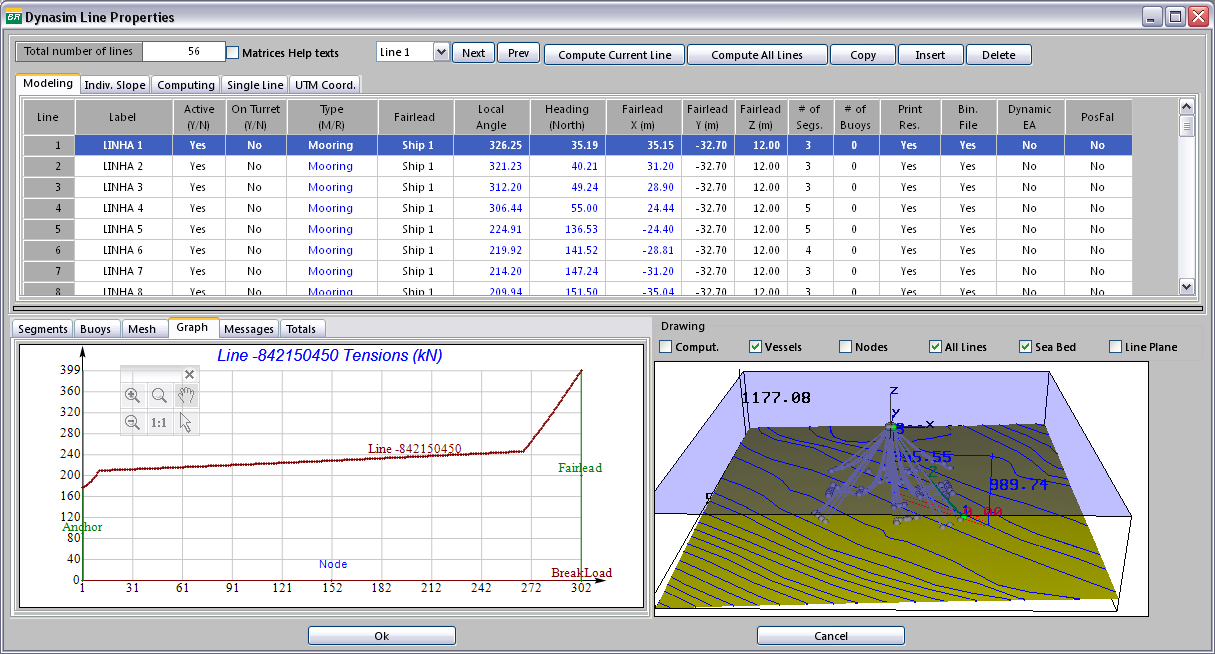 BR Dynasim Line Properties
Total number of lines 56 Matrices Help texts Line 1 Next Prev Compute Current Line Compute All Lines Copy Insert Delete
Modeling Indiv. Slope Computing Single Line UTM Coord.
Line Label Active (Y/N) On Turret (Y/N) Type (M/R) Fairlead Local Angle Heading (North) Fairlead X (m) Fairlead Y (m) Fairlead Z (m) # of Segs. # of Buoys Print Res. Bin. File Dynamic EA PosFal
1 LINHA 1 Yes No Mooring Ship 1 326.25 35.19 35.15 -32.70 12.00 3 0 Yes Yes No No
2 LINHA 2 Yes No Mooring Ship 1 321.23 40.21 31.20 -32.70 12.00 3 0 Yes Yes No No
3 LINHA 3 Yes No Mooring Ship 1 312.20 49.24 28.90 -32.70 12.00 3 0 Yes Yes No No
4 LINHA 4 Yes No Mooring Ship 1 306.44 55.00 24.44 -32.70 12.00 5 0 Yes Yes No No
5 LINHA 5 Yes No Mooring Ship 1 224.91 136.53 -24.40 -32.70 12.00 5 0 Yes Yes No No
6 LINHA 6 Yes No Mooring Ship 1 219.92 141.52 -28.81 -32.70 12.00 4 0 Yes Yes No No
7 LINHA 7 Yes No Mooring Ship 1 214.20 147.24 -31.20 -32.70 12.00 3 0 Yes Yes No No
8 LINHA 8 Yes No Mooring Ship 1 209.94 151.50 -35.04 -32.70 12.00 3 0 Yes Yes No No
Segments Buoys Mesh Graph Messages Totals
Line -842150450 Tensions (kN)
399
360
320
280
240
200
160
120
80
40
0
1:1
Line -842150450
Fairlead
Anchor
Node
BreakLoad
1 31 61 91 121 152 182 212 242 272 302
Drawing
Comput. Vessels Nodes All Lines Sea Bed Line Plane
1177.08
Z
Y
X
3
2
989.74
1
0.00
Ok Cancel